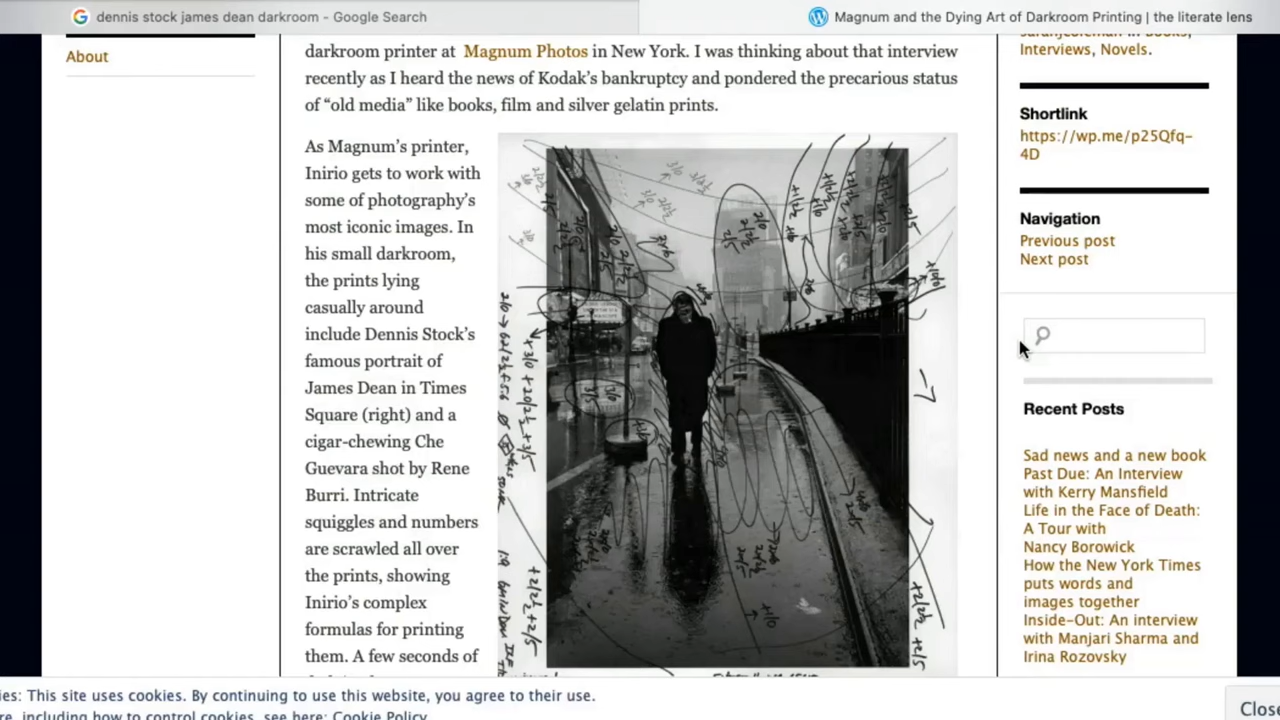 dennis stock james dean darkroom - Google Search
Magnum and the Dying Art of Darkroom Printing | the literate lens
About
darkroom printer at Magnum Photos in New York. I was thinking about that interview
recently as I heard the news of Kodak’s bankruptcy and pondered the precarious status
of “old media” like books, film and silver gelatin prints.
As Magnum’s printer,
Inirio gets to work with
some of photography’s
most iconic images. In
his small darkroom,
the prints lying
casually around
include Dennis Stock’s
famous portrait of
James Dean in Times
Square (right) and a
cigar-chewing Che
Guevara shot by Rene
Burri. Intricate
squiggles and numbers
are scrawled all over
the prints, showing
Inirio’s complex
formulas for printing
them. A few seconds of
Interviews, Novels.
Shortlink
https://wp.me/p25Qfq-
4D
Navigation
Previous post
Next post
Recent Posts
Sad news and a new book
Past Due: An Interview
with Kerry Mansfield
Life in the Face of Death:
A Tour with
Nancy Borowick
How the New York Times
puts words and
images together
Inside-Out: An interview
with Manjari Sharma and
Irina Rozovsky
ies: This site uses cookies. By continuing to use this website, you agree to their use.
re, including how to control cookies, see here: Cookie Policy
Close